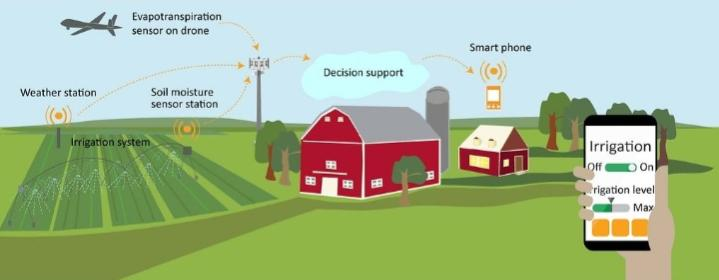 Evapotranspiration
sensor on drone
Smart phone
Decision support
Weather station
Soil moisture
sensor station
Irrigation system
Irrigation
Off On
rrigation level
Max